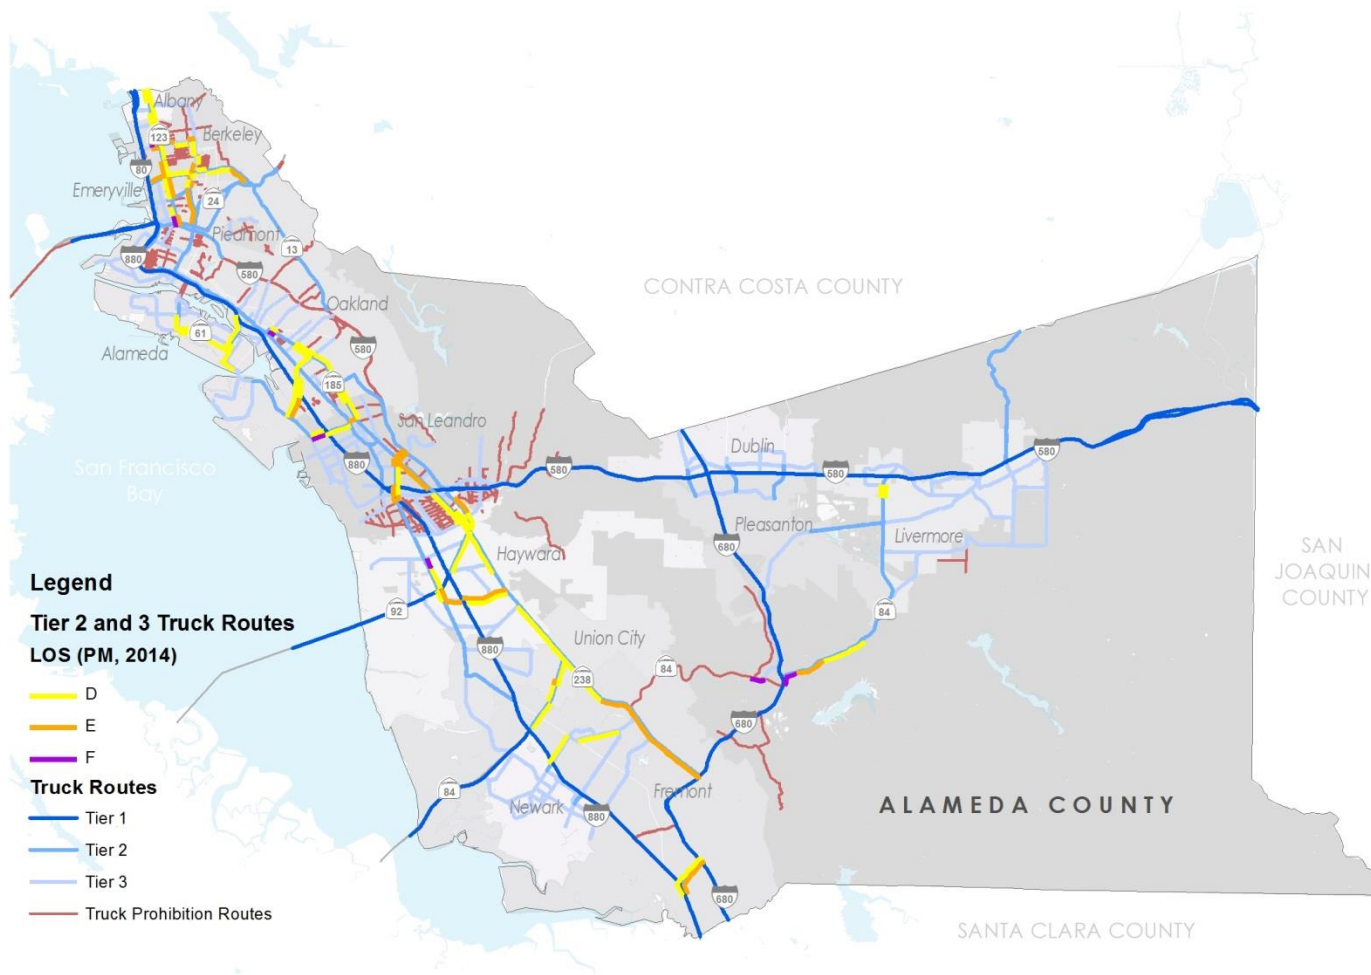 Albany
123
Berkeley
80
Emeryville
24
Piedmont
13
880
580
CONTRA COSTA COUNTY
Oakland
61
580
Alameda
185
San Leandro
Dublin
San Francisco
Bay
880
580
580
580
Pleasanton
Livermore
680
Hayward
SAN
JOAQUIN
COUNTY
Legend
Tier 2 and 3 Truck Routes
LOS (PM, 2014)
D
E
F
Truck Routes
Tier 1
Tier 2
Tier 3
Truck Prohibition Routes
92
84
Union City
880
84
238
680
84
Newark
880
Fremont
ALAMEDA COUNTY
680
SANTA CLARA COUNTY